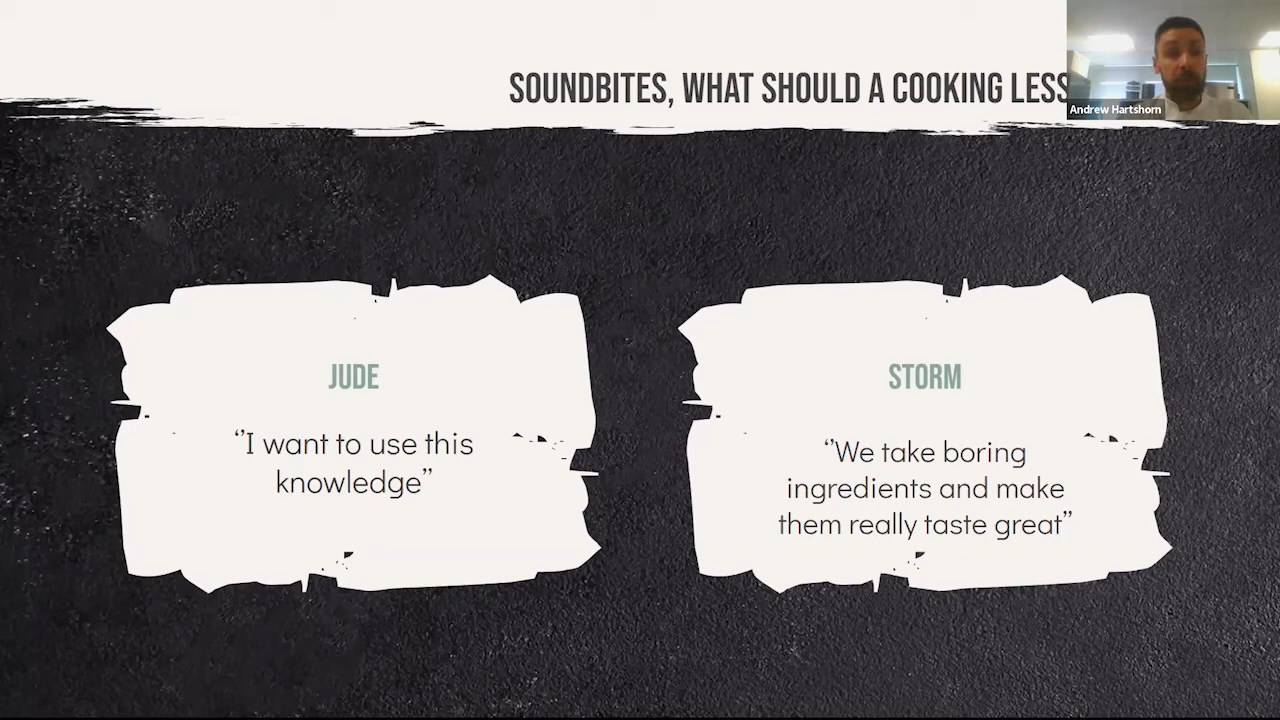 SOUNDBITES, WHAT SHOULD A COOKING LESS
Andrew Hartshorn
JUDE
‘’I want to use this
knowledge”
STORM
‘’We take boring
ingredients and make
them really taste great”